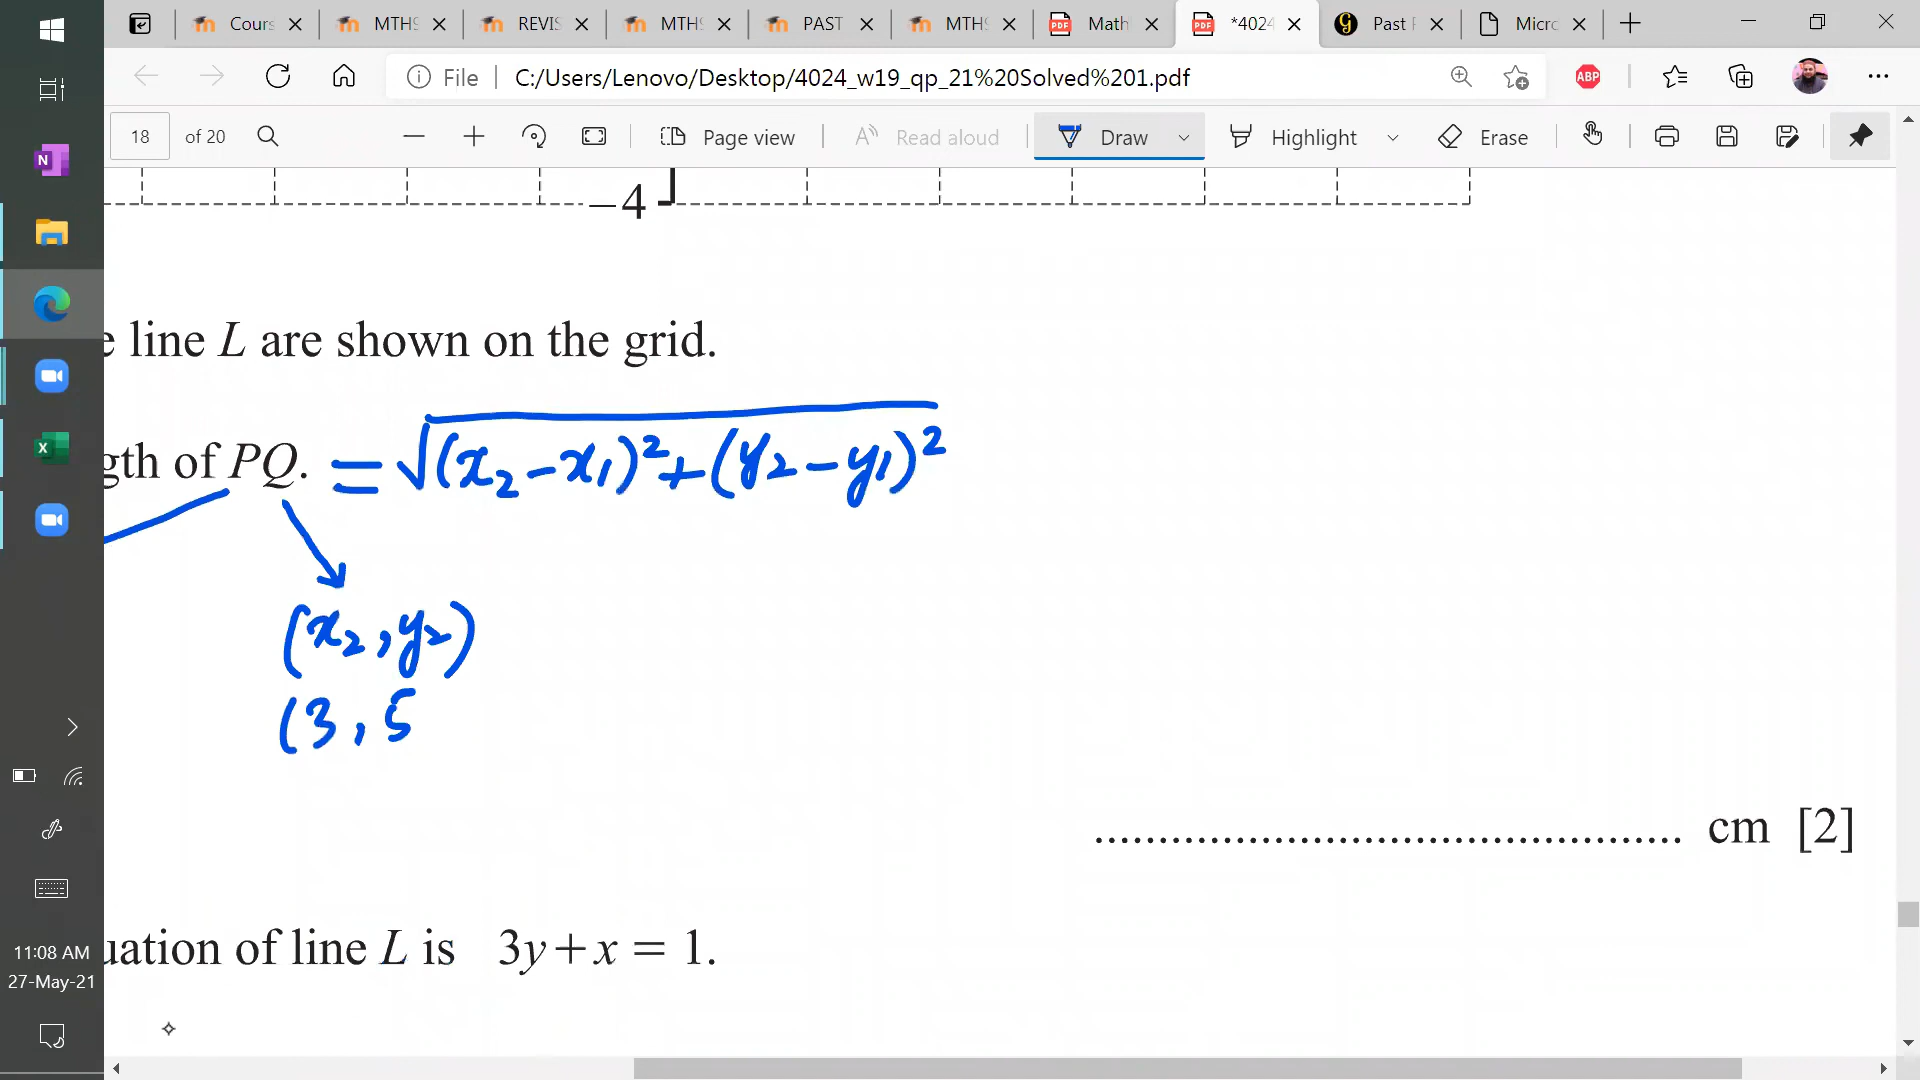 Cours
MTHS
REVIS
MTHS
PAST
MTHS
Math
*4024
Past
Micro
File
C:/Users/Lenovo/Desktop/4024_w19_qp_21%20Solved%201.pdf
ABP
18 of 20
Page view
Read aloud
Draw
Highlight
Erase
−4
line L are shown on the grid.
gth of PQ. = √(x₂−x₁)²+(y₂−y₁)²
(x₂,y₂)
(3,5
cm [2]
uation of line L is 3y+x = 1.
11:08 AM
27-May-21